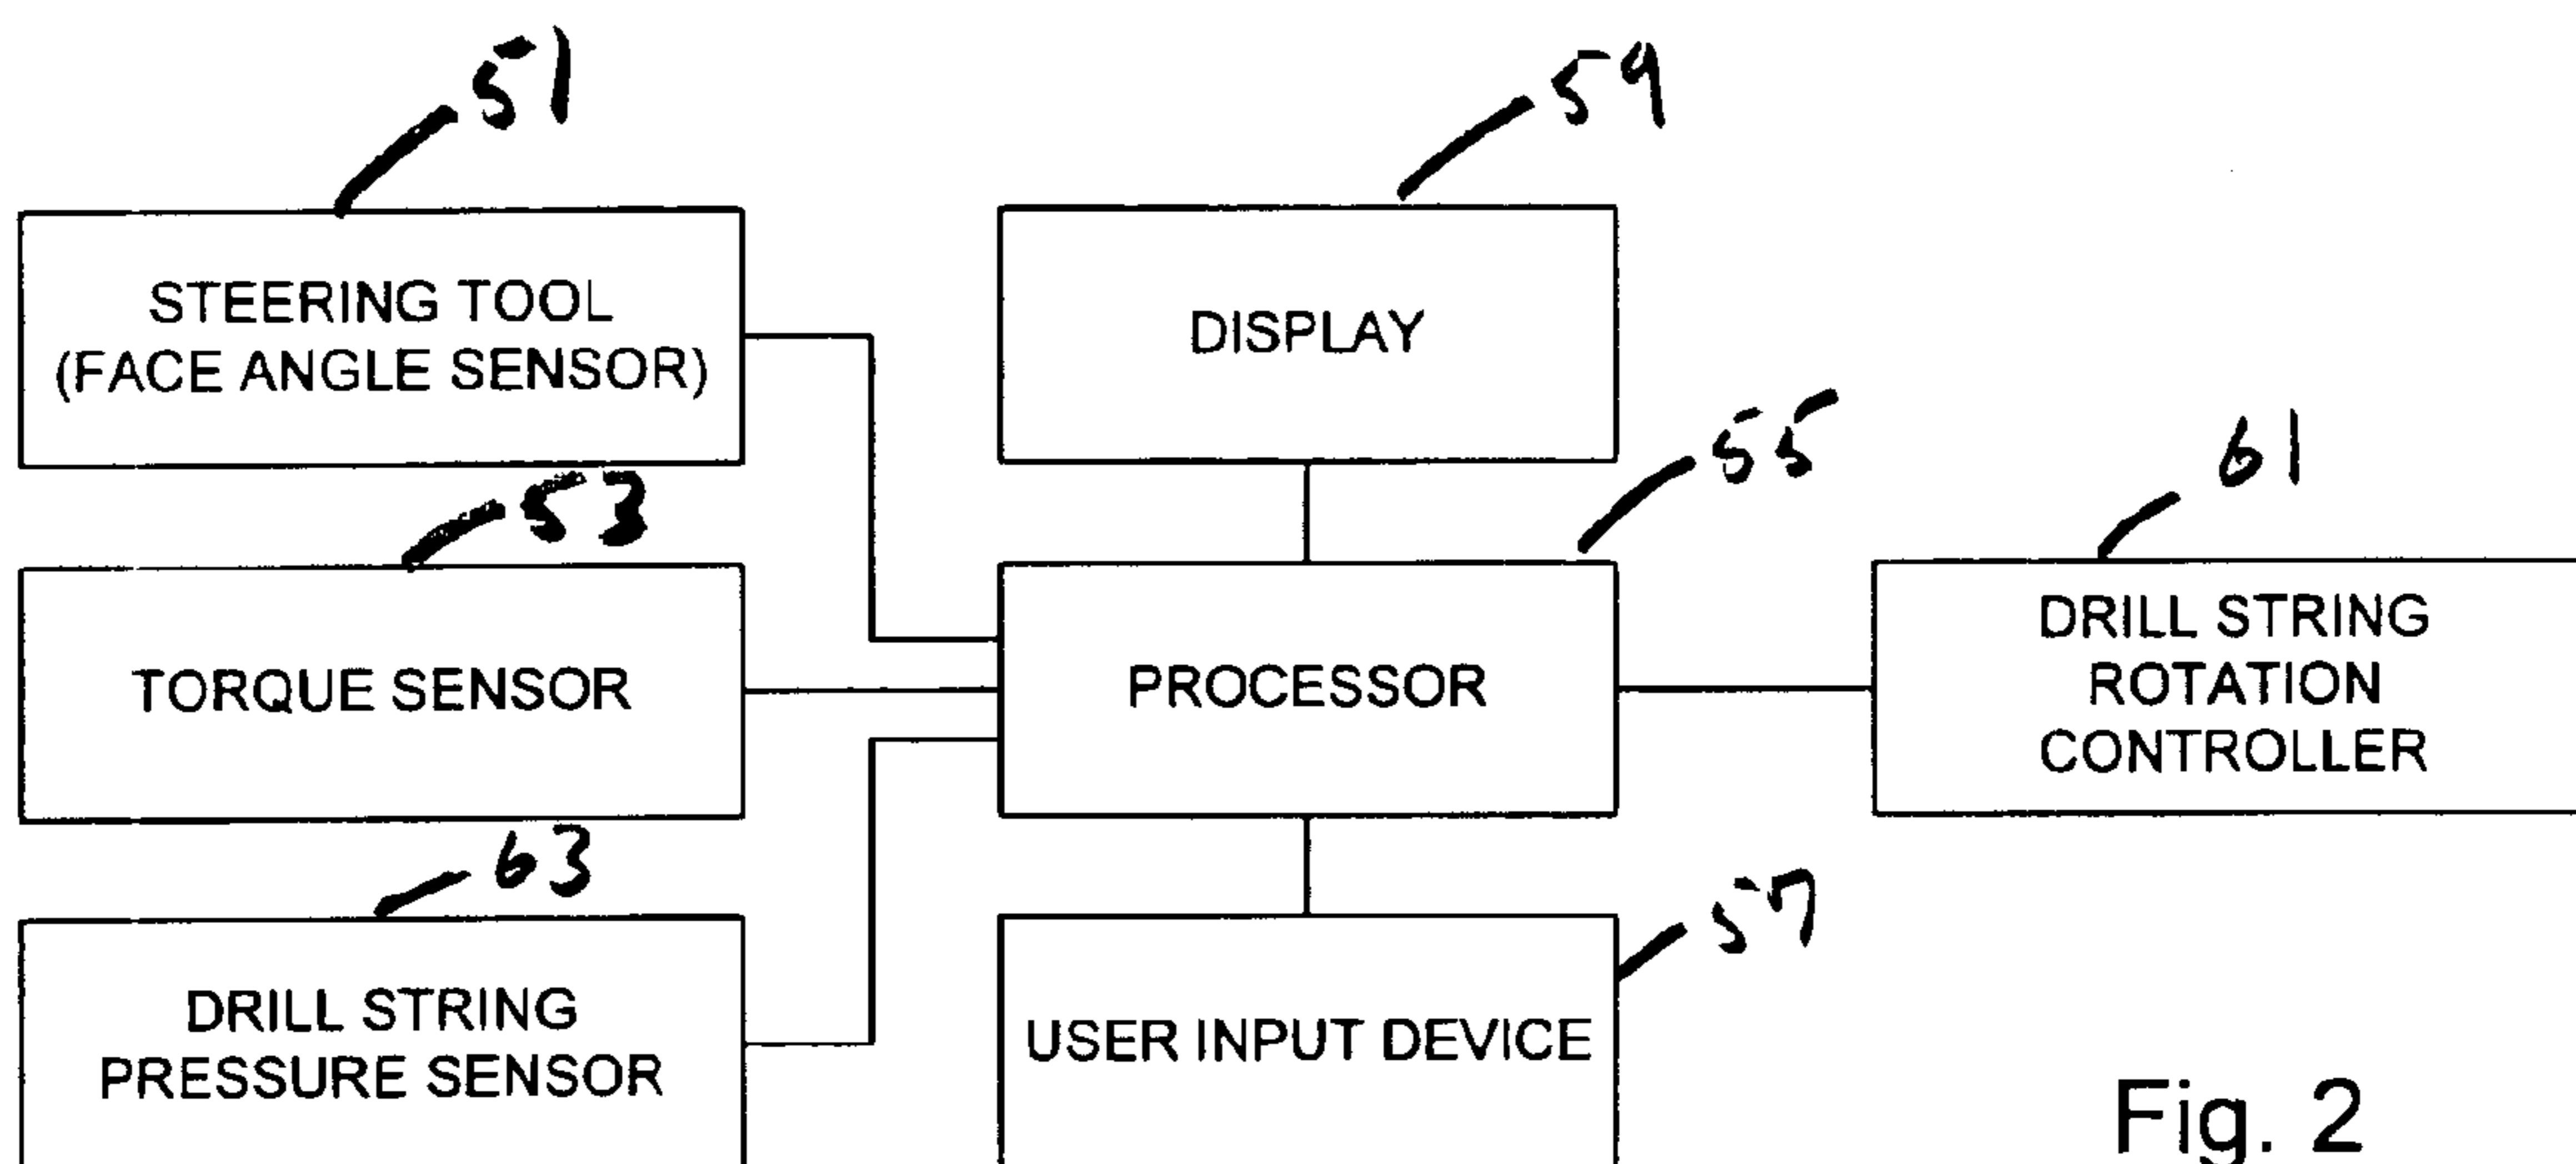 51
59
STEERING TOOL
(FACE ANGLE SENSOR)
DISPLAY
53
55
61
TORQUE SENSOR
PROCESSOR
DRILL STRING
ROTATION
CONTROLLER
63
57
DRILL STRING
PRESSURE SENSOR
USER INPUT DEVICE
Fig. 2